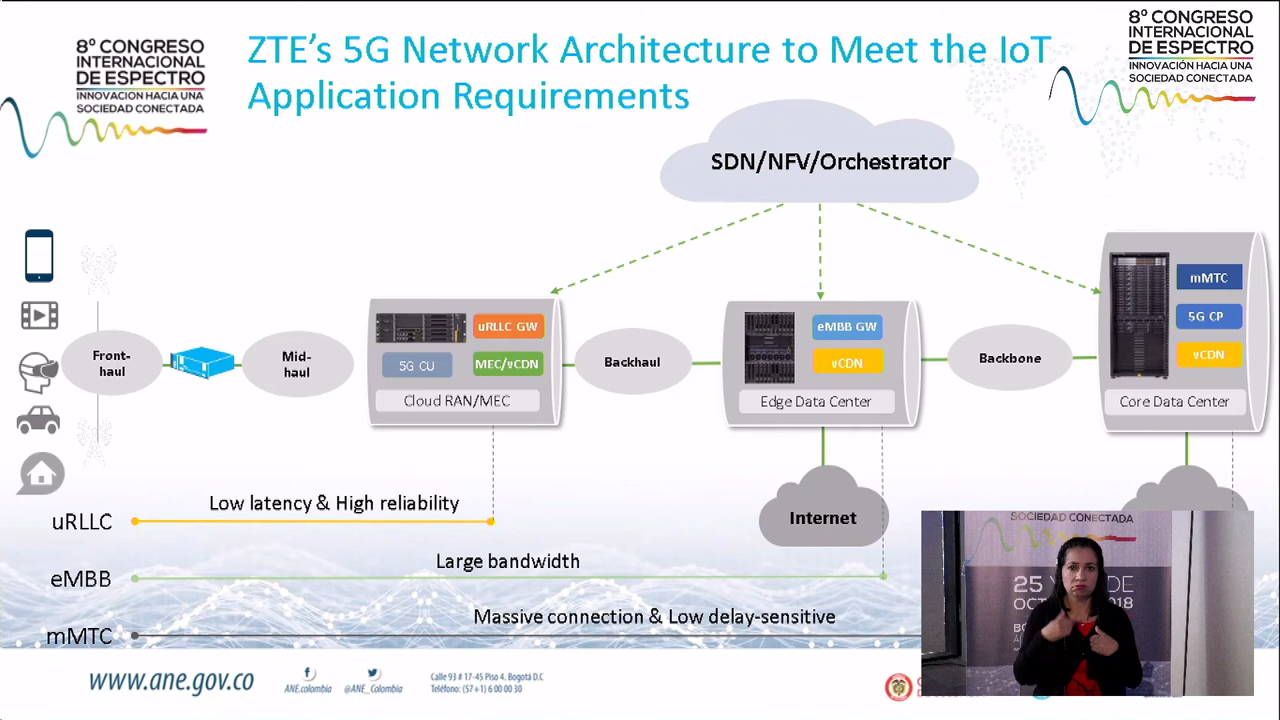 8º CONGRESO
INTERNACIONAL
DE ESPECTRO
INNOVACION HACIA UNA
SOCIEDAD CONECTADA
ZTE's 5G Network Architecture to Meet the IoT
Application Requirements
8º CONGRESO
INTERNACIONAL
DE ESPECTRO
INNOVACIÓN HACIA UNA
SOCIEDAD CONECTADA
SDN/NFV/Orchestrator
Front-
haul
Mid-
haul
uRLLC GW
5G CU
MEC/vCDN
Cloud RAN/MEC
Backhaul
eMBB GW
vCDN
Edge Data Center
Backbone
mMTC
5G CP
vCDN
Core Data Center
Internet
uRLLC
Low latency & High reliability
eMBB
Large bandwidth
mMTC
Massive connection & Low delay-sensitive
SOCIEDAD CONECTADA
25
2018
www.ane.gov.co
ANE.colombia
@ANE_Colombia
Calle 93 # 17-45 Piso 4. Bogotá D.C
Teléfono: (57+1) 6 00 00 30